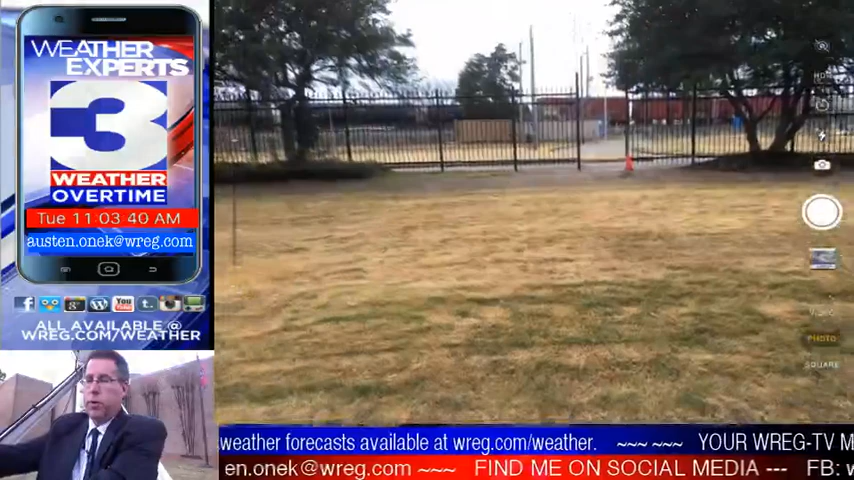 WEATHER
EXPERTS
3
WEATHER
OVERTIME
Tue 11:03:40 AM
austen.onek@wreg.com
ALL AVAILABLE @
WREG.COM/WEATHER
HDR
VIDEO
PHOTO
SQUARE
weather forecasts available at wreg.com/weather. ~~~ ~~~ YOUR WREG-TV M
en.onek@wreg.com ~~~ FIND ME ON SOCIAL MEDIA --- FB: w